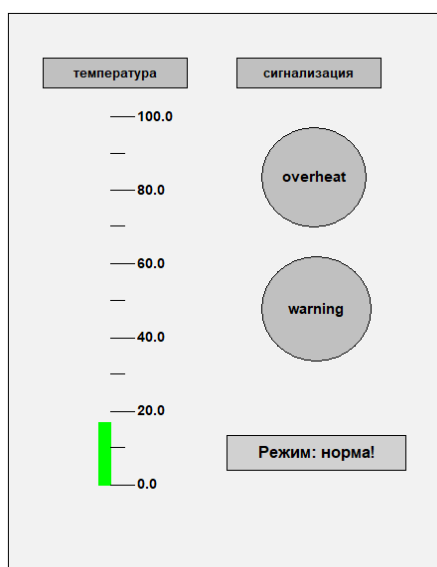 температура
сигнализация
100.0
80.0
60.0
40.0
20.0
0.0
overheat
warning
Режим: норма!